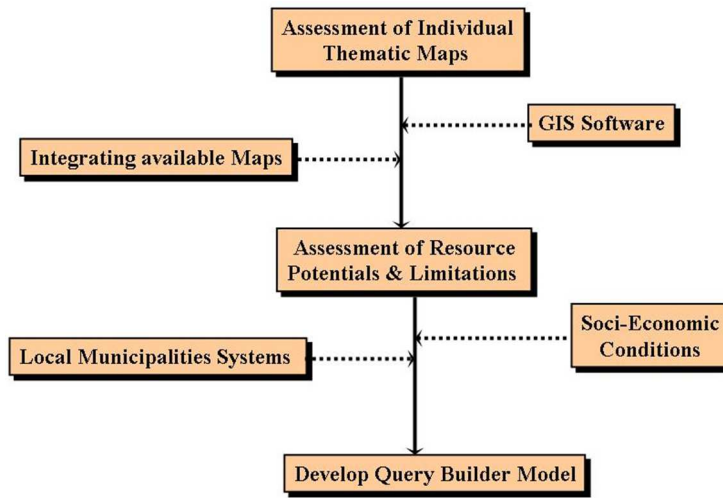 Assessment of Individual
Thematic Maps
GIS Software
Integrating available Maps
Assessment of Resource
Potentials & Limitations
Soci-Economic
Conditions
Local Municipalities Systems
Develop Query Builder Model